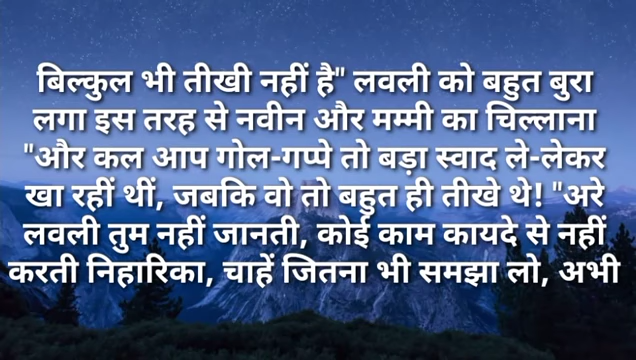 बिल्कुल भी तीखी नहीं है" लवली को बहुत बुरा
लगा इस तरह से नवीन और मम्मी का चिल्लाना
"और कल आप गोल-गप्पे तो बड़ा स्वाद ले-लेकर
खा रहीं थीं, जबकि वो तो बहुत ही तीखे थे! "अरे
लवली तुम नहीं जानती, कोई काम कायदे से नहीं
करती निहारिका, चाहें जितना भी समझा लो, अभी